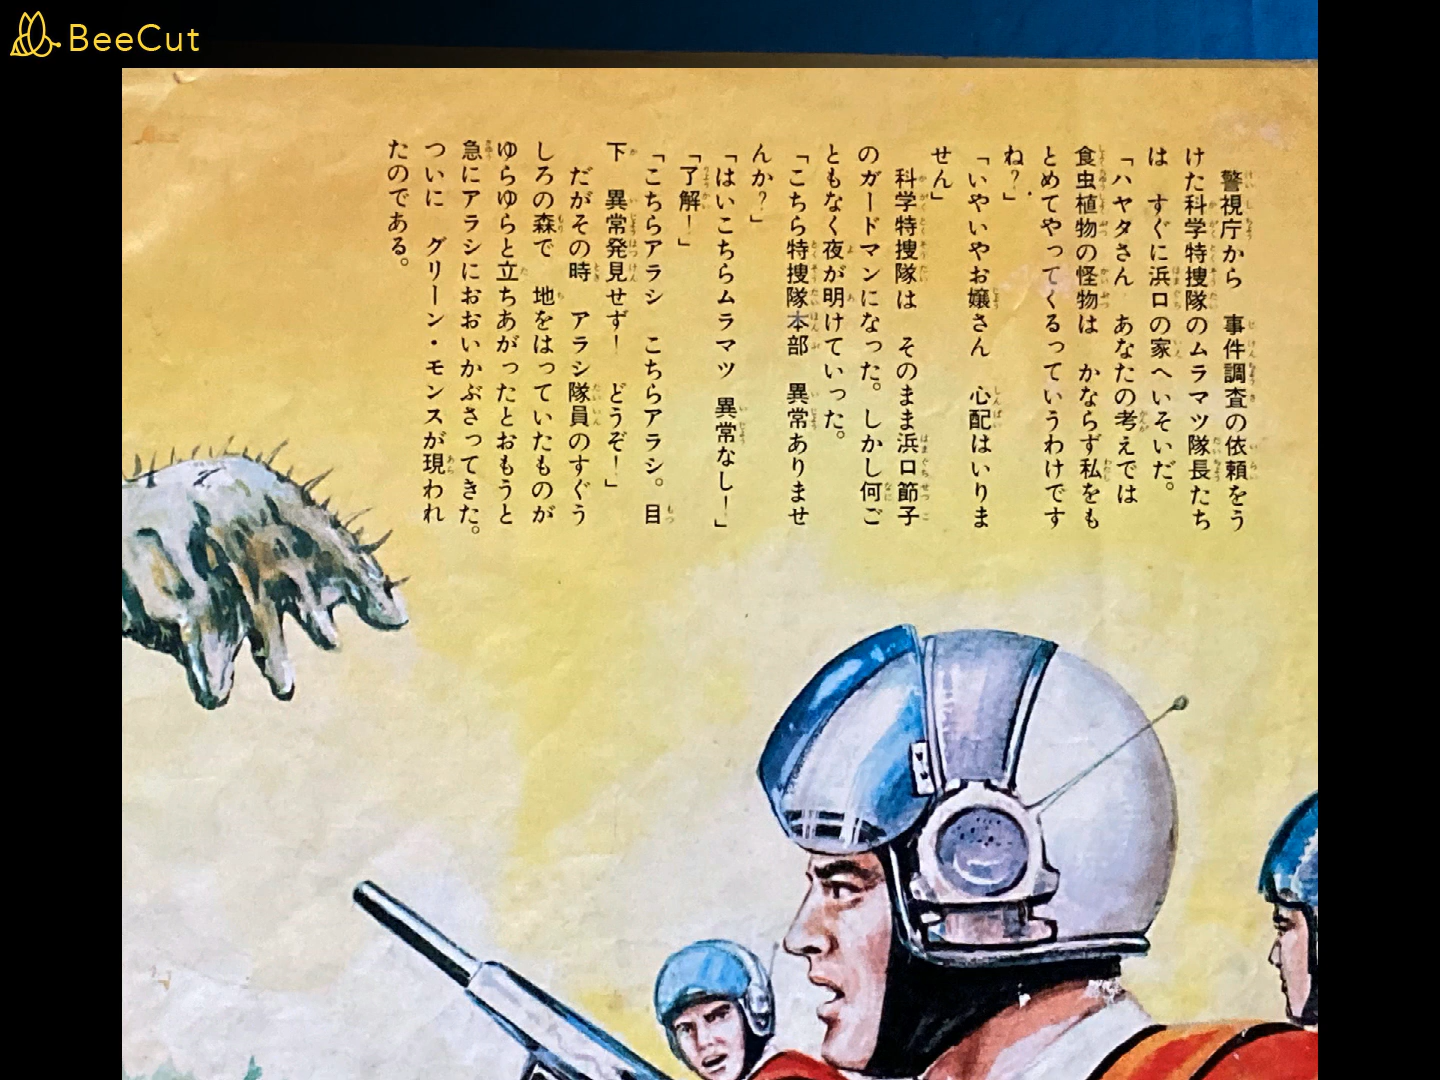 BeeCut
警視庁から　事件調査の依頼をう
けた科学特捜隊のムラマツ隊長たち
は　すぐに浜口の家へいそいだ。
「ハヤタさん　あなたの考えでは
食虫植物の怪物は　かならず私をも
とめてやってくるっていうわけです
ね？」
「いやいやお嬢さん　心配はいりま
せん」
科学特捜隊は　そのまま浜口節子
のガードマンになった。しかし何ご
ともなく夜が明けていった。
「こちら特捜隊本部　異常ありませ
んか？」
「はいこちらムラマツ　異常なし！」
「了解！」
「こちらアラシ　こちらアラシ。目
下　異常発見せず！　どうぞ！」
だがその時　アラシ隊員のすぐう
しろの森で　地をはっていたものが
ゆらゆらと立ちあがったとおもうと
急にアラシにおおいかぶさってきた。
ついに　グリーン・モンスが現われ
たのである。